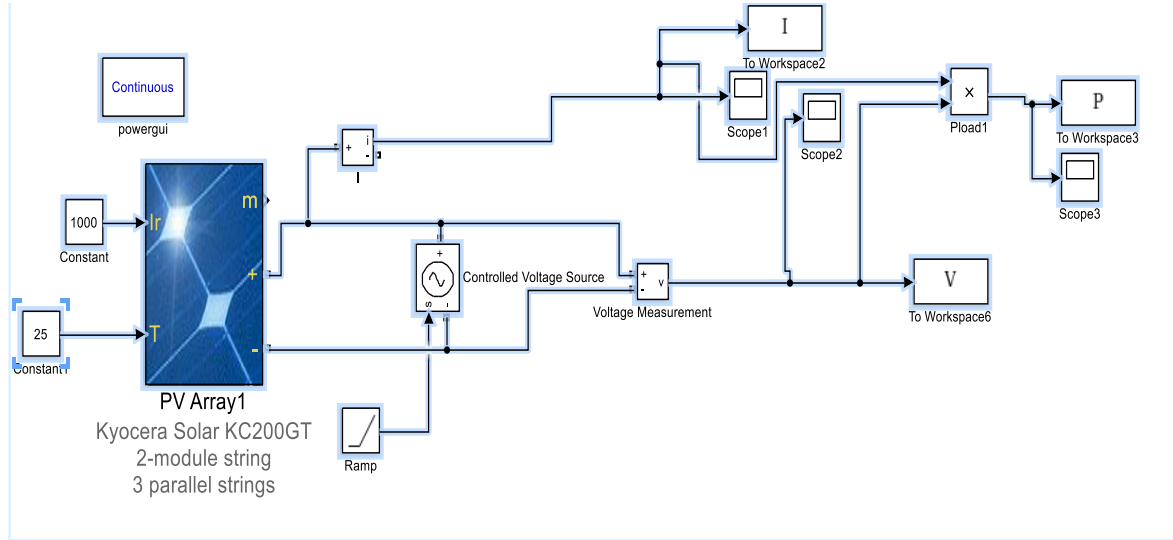 I
To Workspace2
Continuous
powergui
Scope1
Scope2
×
Pload1
P
To Workspace3
Scope3
+
i
-
I
1000
Constant
Ir
m
+
+
s
-
Controlled Voltage Source
+
-
v
Voltage Measurement
V
To Workspace6
25
Constant1
T
-
PV Array1
Kyocera Solar KC200GT
2-module string
3 parallel strings
Ramp